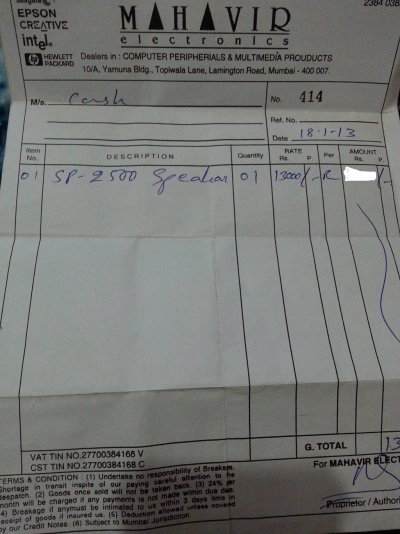 2384 038
EPSON
CREATIVE
intel
HEWLETT
PACKARD
MAHAVIR
electronics
Dealers in : COMPUTER PERIPHERIALS & MULTIMEDIA PROUDUCTS
10/A, Yamuna Bldg., Topiwala Lane, Lamington Road, Mumbai - 400 007.
M/s. Cash
No. 414
Ref. No.
Date 18-1-13
Item No. DESCRIPTION Quantity RATE Rs. P. Per AMOUNT Rs. P.
01 SP-2500 Speaker 01 13000/-
G. TOTAL 13
VAT TIN NO.27700384168 V
CST TIN NO.27700384168 C
For MAHAVIR ELECT
TERMS & CONDITION : (1) Undertake no responsibility of Breakage,
Shortage in transit inspite of our paying careful attention to be
despatch. (2) Goods once sold will not be taken back. (3) 24% per
month will be charged if any payments is not made within due date.
(4) Breakage if anymust be intimated to us within 3 days time in
receipt of goods if insured us. (5) Deduction allowed unless covered
by our Credit Notes. (6) Subject to Mumbai Jurisdiction.
Proprietor / Author